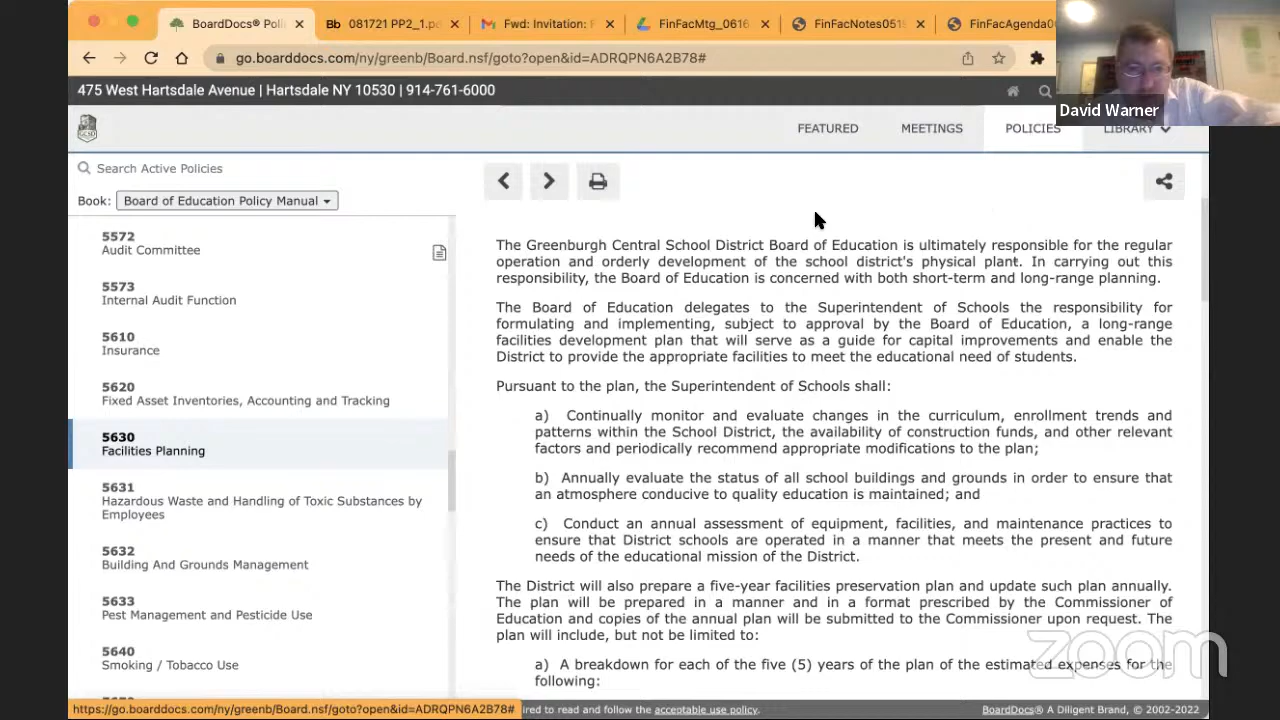 BoardDocs® Poli
Bb 081721 PP2_1.p
Fwd: Invitation: F
FinFacMtg_0616
FinFacNotes051
FinFacAgenda0
go.boarddocs.com/ny/greenb/Board.nsf/goto?open&id=ADRQPN6A2B78#
475 West Hartsdale Avenue | Hartsdale NY 10530 | 914-761-6000
David Warner
FEATURED MEETINGS POLICIES LIBRARY
Search Active Policies
Book: Board of Education Policy Manual
5572
Audit Committee
5573
Internal Audit Function
5610
Insurance
5620
Fixed Asset Inventories, Accounting and Tracking
5630
Facilities Planning
5631
Hazardous Waste and Handling of Toxic Substances by
Employees
5632
Building And Grounds Management
5633
Pest Management and Pesticide Use
5640
Smoking / Tobacco Use
The Greenburgh Central School District Board of Education is ultimately responsible for the regular
operation and orderly development of the school district's physical plant. In carrying out this
responsibility, the Board of Education is concerned with both short-term and long-range planning.
The Board of Education delegates to the Superintendent of Schools the responsibility for
formulating and implementing, subject to approval by the Board of Education, a long-range
facilities development plan that will serve as a guide for capital improvements and enable the
District to provide the appropriate facilities to meet the educational need of students.
Pursuant to the plan, the Superintendent of Schools shall:
a) Continually monitor and evaluate changes in the curriculum, enrollment trends and
patterns within the School District, the availability of construction funds, and other relevant
factors and periodically recommend appropriate modifications to the plan;
b) Annually evaluate the status of all school buildings and grounds in order to ensure that
an atmosphere conducive to quality education is maintained; and
c) Conduct an annual assessment of equipment, facilities, and maintenance practices to
ensure that District schools are operated in a manner that meets the present and future
needs of the educational mission of the District.
The District will also prepare a five-year facilities preservation plan and update such plan annually.
The plan will be prepared in a manner and in a format prescribed by the Commissioner of
Education and copies of the annual plan will be submitted to the Commissioner upon request. The
plan will include, but not be limited to:
a) A breakdown for each of the five (5) years of the plan of the estimated expenses for the
following:
zoom
https://go.boarddocs.com/ny/greenb/Board.nsf/goto?open&id=ADRQPN6A2B78#
ired to read and follow the acceptable use policy.
BoardDocs® A Diligent Brand, © 2002-2022